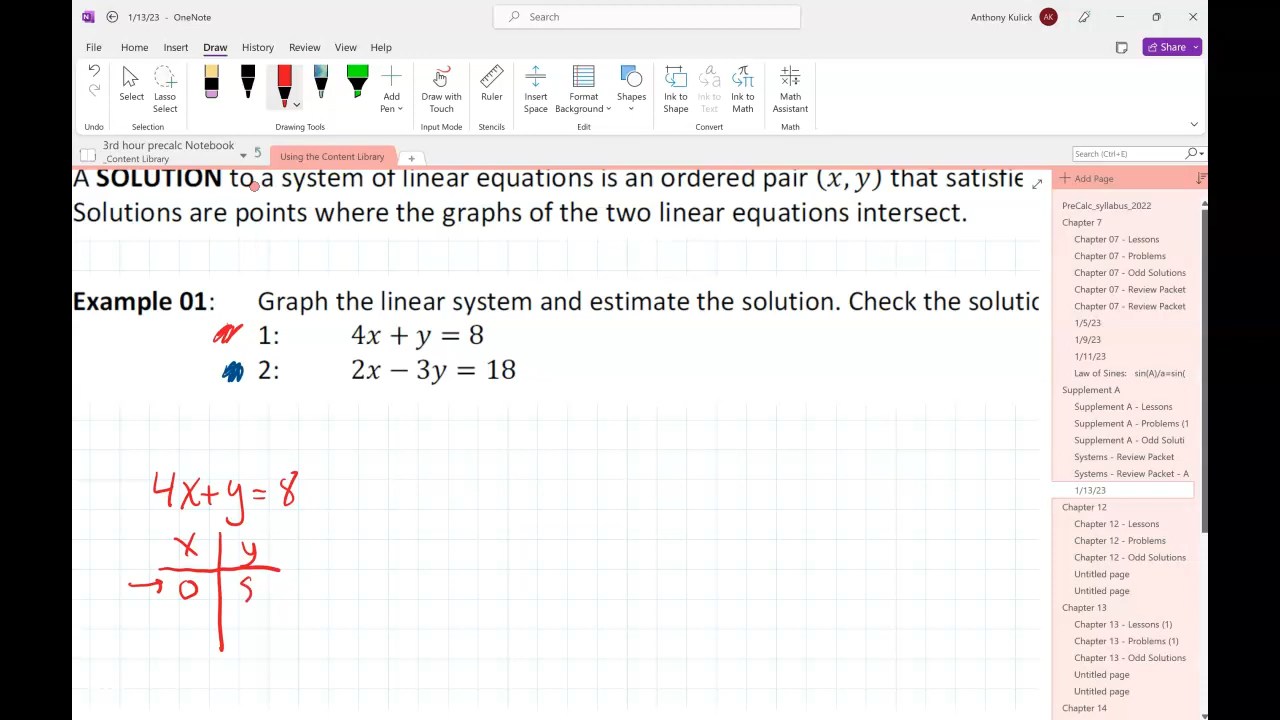 1/13/23 - OneNote
Search
Anthony Kulick
AK
File Home Insert Draw History Review View Help
Share
Undo
Select
Lasso Select
Add Pen
Draw with Touch
Ruler
Insert Space
Format Background
Shapes
Ink to Shape
Ink to Text
Ink to Math
Math Assistant
Undo Selection Drawing Tools Input Mode Stencils Edit Convert Math
3rd hour precalc Notebook
_Content Library
Using the Content Library
+
Search (Ctrl+E)
A SOLUTION to a system of linear equations is an ordered pair (x, y) that satisfie
Solutions are points where the graphs of the two linear equations intersect.
Example 01: Graph the linear system and estimate the solution. Check the solutio
1: 4x + y = 8
2: 2x − 3y = 18
4x+y=8
x y
→ 0
Add Page
PreCalc_syllabus_2022
Chapter 7
Chapter 07 - Lessons
Chapter 07 - Problems
Chapter 07 - Odd Solutions
Chapter 07 - Review Packet
Chapter 07 - Review Packet
1/5/23
1/9/23
1/11/23
Law of Sines: sin(A)/a=sin(
Supplement A
Supplement A - Lessons
Supplement A - Problems (1
Supplement A - Odd Soluti
Systems - Review Packet
Systems - Review Packet - A
1/13/23
Chapter 12
Chapter 12 - Lessons
Chapter 12 - Problems
Chapter 12 - Odd Solutions
Untitled page
Untitled page
Chapter 13
Chapter 13 - Lessons (1)
Chapter 13 - Problems (1)
Chapter 13 - Odd Solutions
Untitled page
Untitled page
Chapter 14